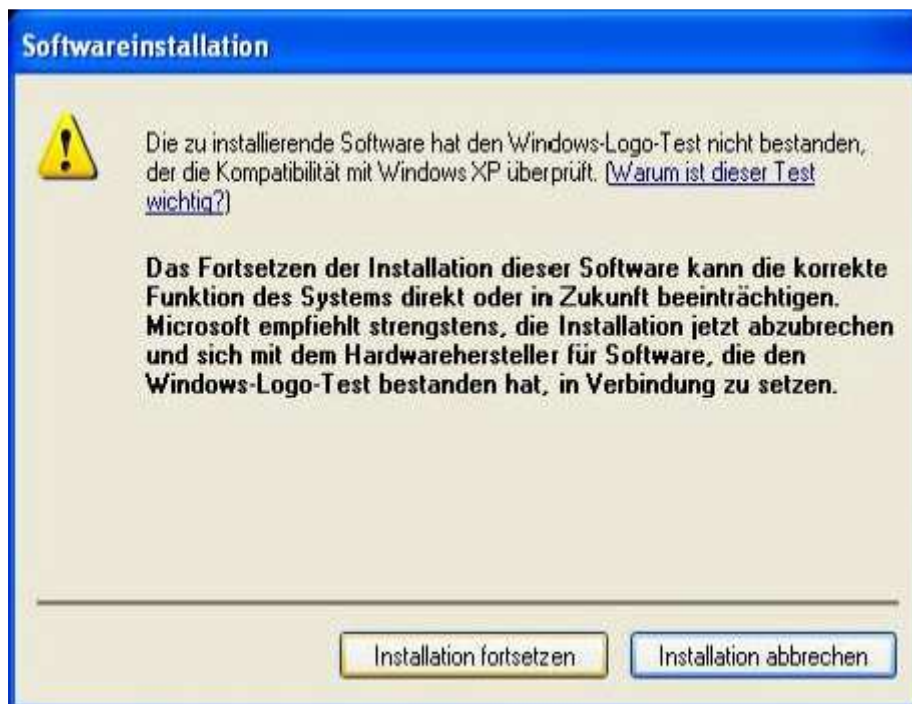 Softwareinstallation
Die zu installierende Software hat den Windows-Logo-Test nicht bestanden,
der die Kompatibilität mit Windows XP überprüft. (Warum ist dieser Test
wichtig?)
Das Fortsetzen der Installation dieser Software kann die korrekte
Funktion des Systems direkt oder in Zukunft beeinträchtigen.
Microsoft empfiehlt strengstens, die Installation jetzt abzubrechen
und sich mit dem Hardwarehersteller für Software, die den
Windows-Logo-Test bestanden hat, in Verbindung zu setzen.
Installation fortsetzen
Installation abbrechen